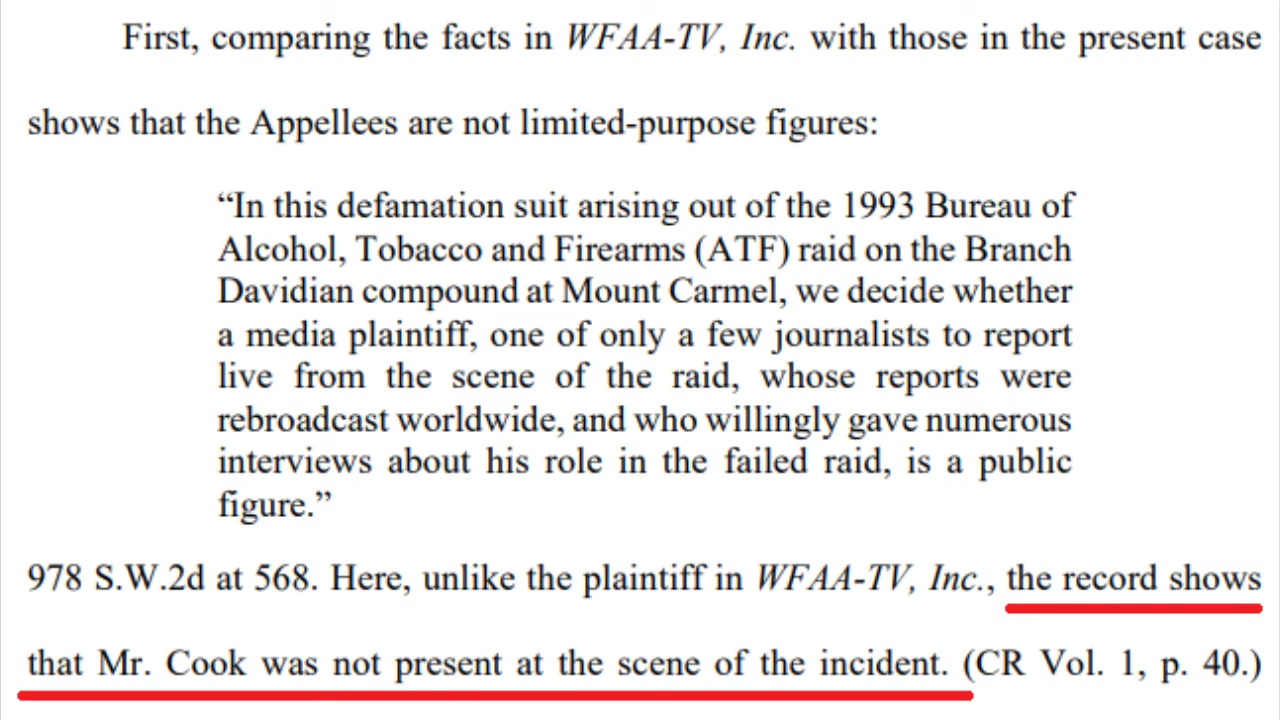 First, comparing the facts in WFAA-TV, Inc. with those in the present case
shows that the Appellees are not limited-purpose figures:
“In this defamation suit arising out of the 1993 Bureau of
Alcohol, Tobacco and Firearms (ATF) raid on the Branch
Davidian compound at Mount Carmel, we decide whether
a media plaintiff, one of only a few journalists to report
live from the scene of the raid, whose reports were
rebroadcast worldwide, and who willingly gave numerous
interviews about his role in the failed raid, is a public
figure.”
978 S.W.2d at 568. Here, unlike the plaintiff in WFAA-TV, Inc., the record shows
that Mr. Cook was not present at the scene of the incident. (CR Vol. 1, p. 40.)